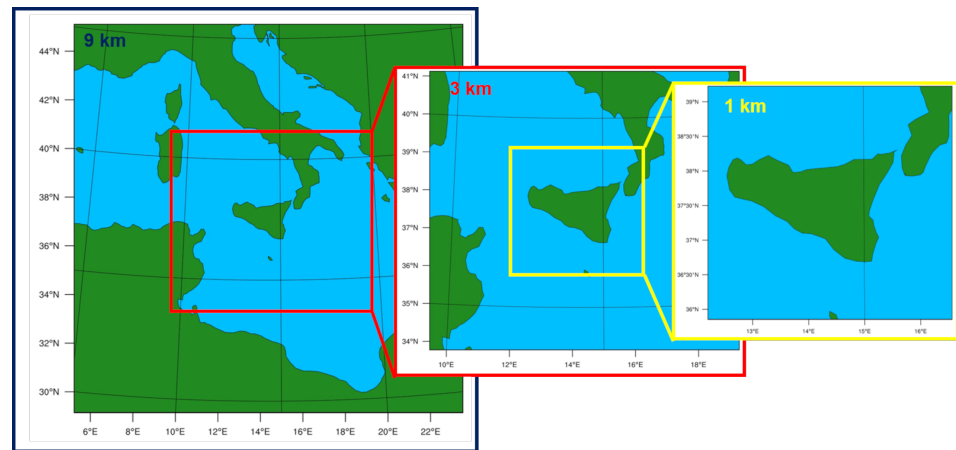 9 km
44°N
42°N
40°N
38°N
36°N
34°N
32°N
30°N
6°E 8°E 10°E 12°E 14°E 16°E 18°E 20°E 22°E
3 km
41°N
40°N
39°N
38°N
37°N
36°N
35°N
34°N
10°E 12°E 14°E 16°E 18°E
1 km
39°N
38°30'N
38°N
37°30'N
37°N
36°30'N
36°N
13°E 14°E 15°E 16°E